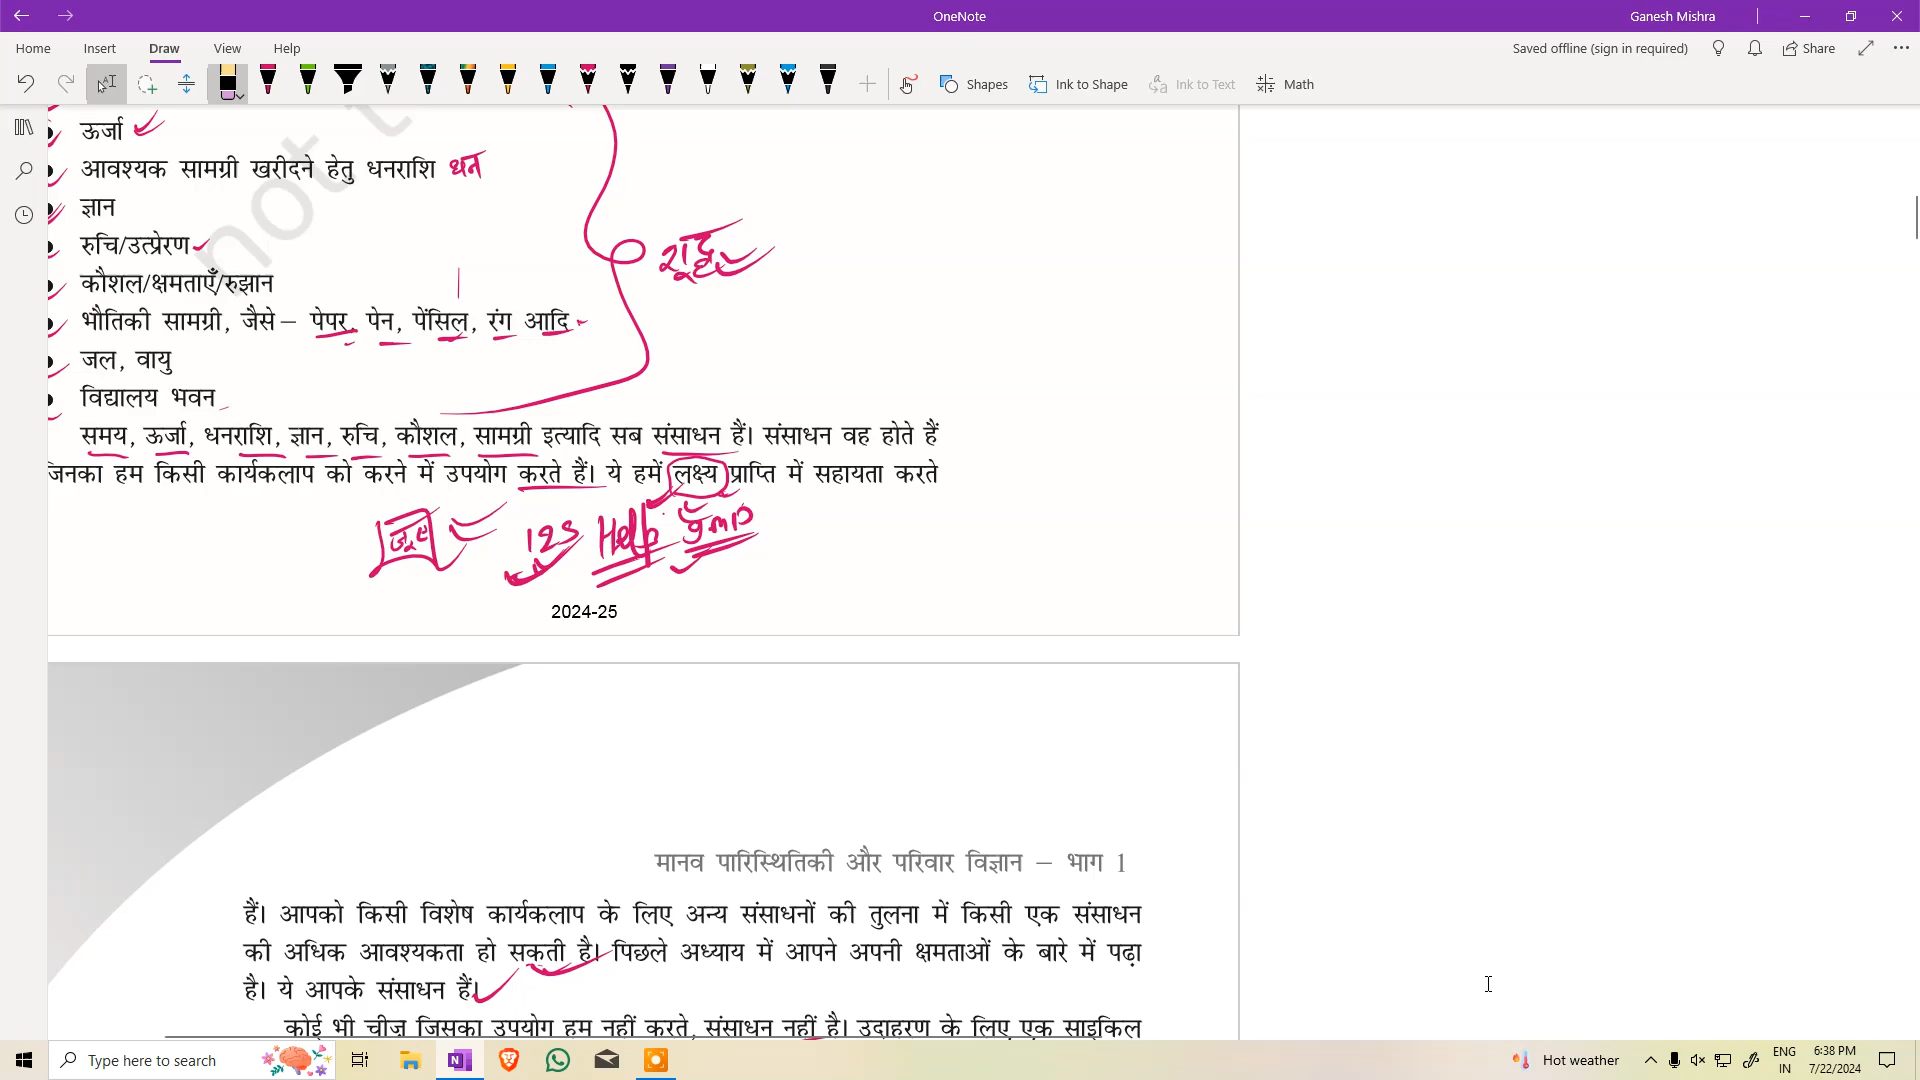 OneNote
Ganesh Mishra
Home Insert Draw View Help
Saved offline (sign in required)
Share
Shapes Ink to Shape Ink to Text Math
not t
ऊर्जा
आवश्यक सामग्री खरीदने हेतु धनराशि धन
ज्ञान
रुचि/उत्प्रेरण
कौशल/क्षमताएँ/रुझान
भौतिकी सामग्री, जैसे – पेपर, पेन, पेंसिल, रंग आदि
जल, वायु
विद्यालय भवन
समय, ऊर्जा, धनराशि, ज्ञान, रुचि, कौशल, सामग्री इत्यादि सब संसाधन हैं। संसाधन वह होते हैं
जिनका हम किसी कार्यकलाप को करने में उपयोग करते हैं। ये हमें लक्ष्य प्राप्ति में सहायता करते
123 Help Imp
2024-25
मानव पारिस्थितिकी और परिवार विज्ञान – भाग 1
हैं। आपको किसी विशेष कार्यकलाप के लिए अन्य संसाधनों की तुलना में किसी एक संसाधन
की अधिक आवश्यकता हो सकती है। पिछले अध्याय में आपने अपनी क्षमताओं के बारे में पढ़ा
है। ये आपके संसाधन हैं।
कोई भी चीज़ जिसका उपयोग हम नहीं करते, संसाधन नहीं है। उदाहरण के लिए एक साइकिल
Type here to search
Hot weather
ENG
IN
6:38 PM
7/22/2024